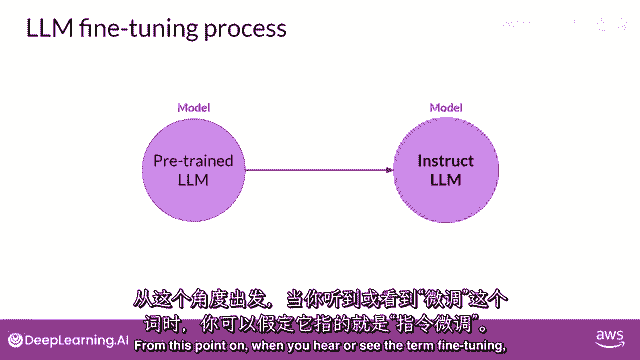 LLM fine-tuning process
Model
Model
Pre-trained
LLM
Instruct
LLM
从这个角度出发，当你听到或看到“微调”这个
词时，你可以假定它指的就是“指令微调”。
From this point on, when you hear or see the term fine-tuning,
DeepLearning.AI
aws